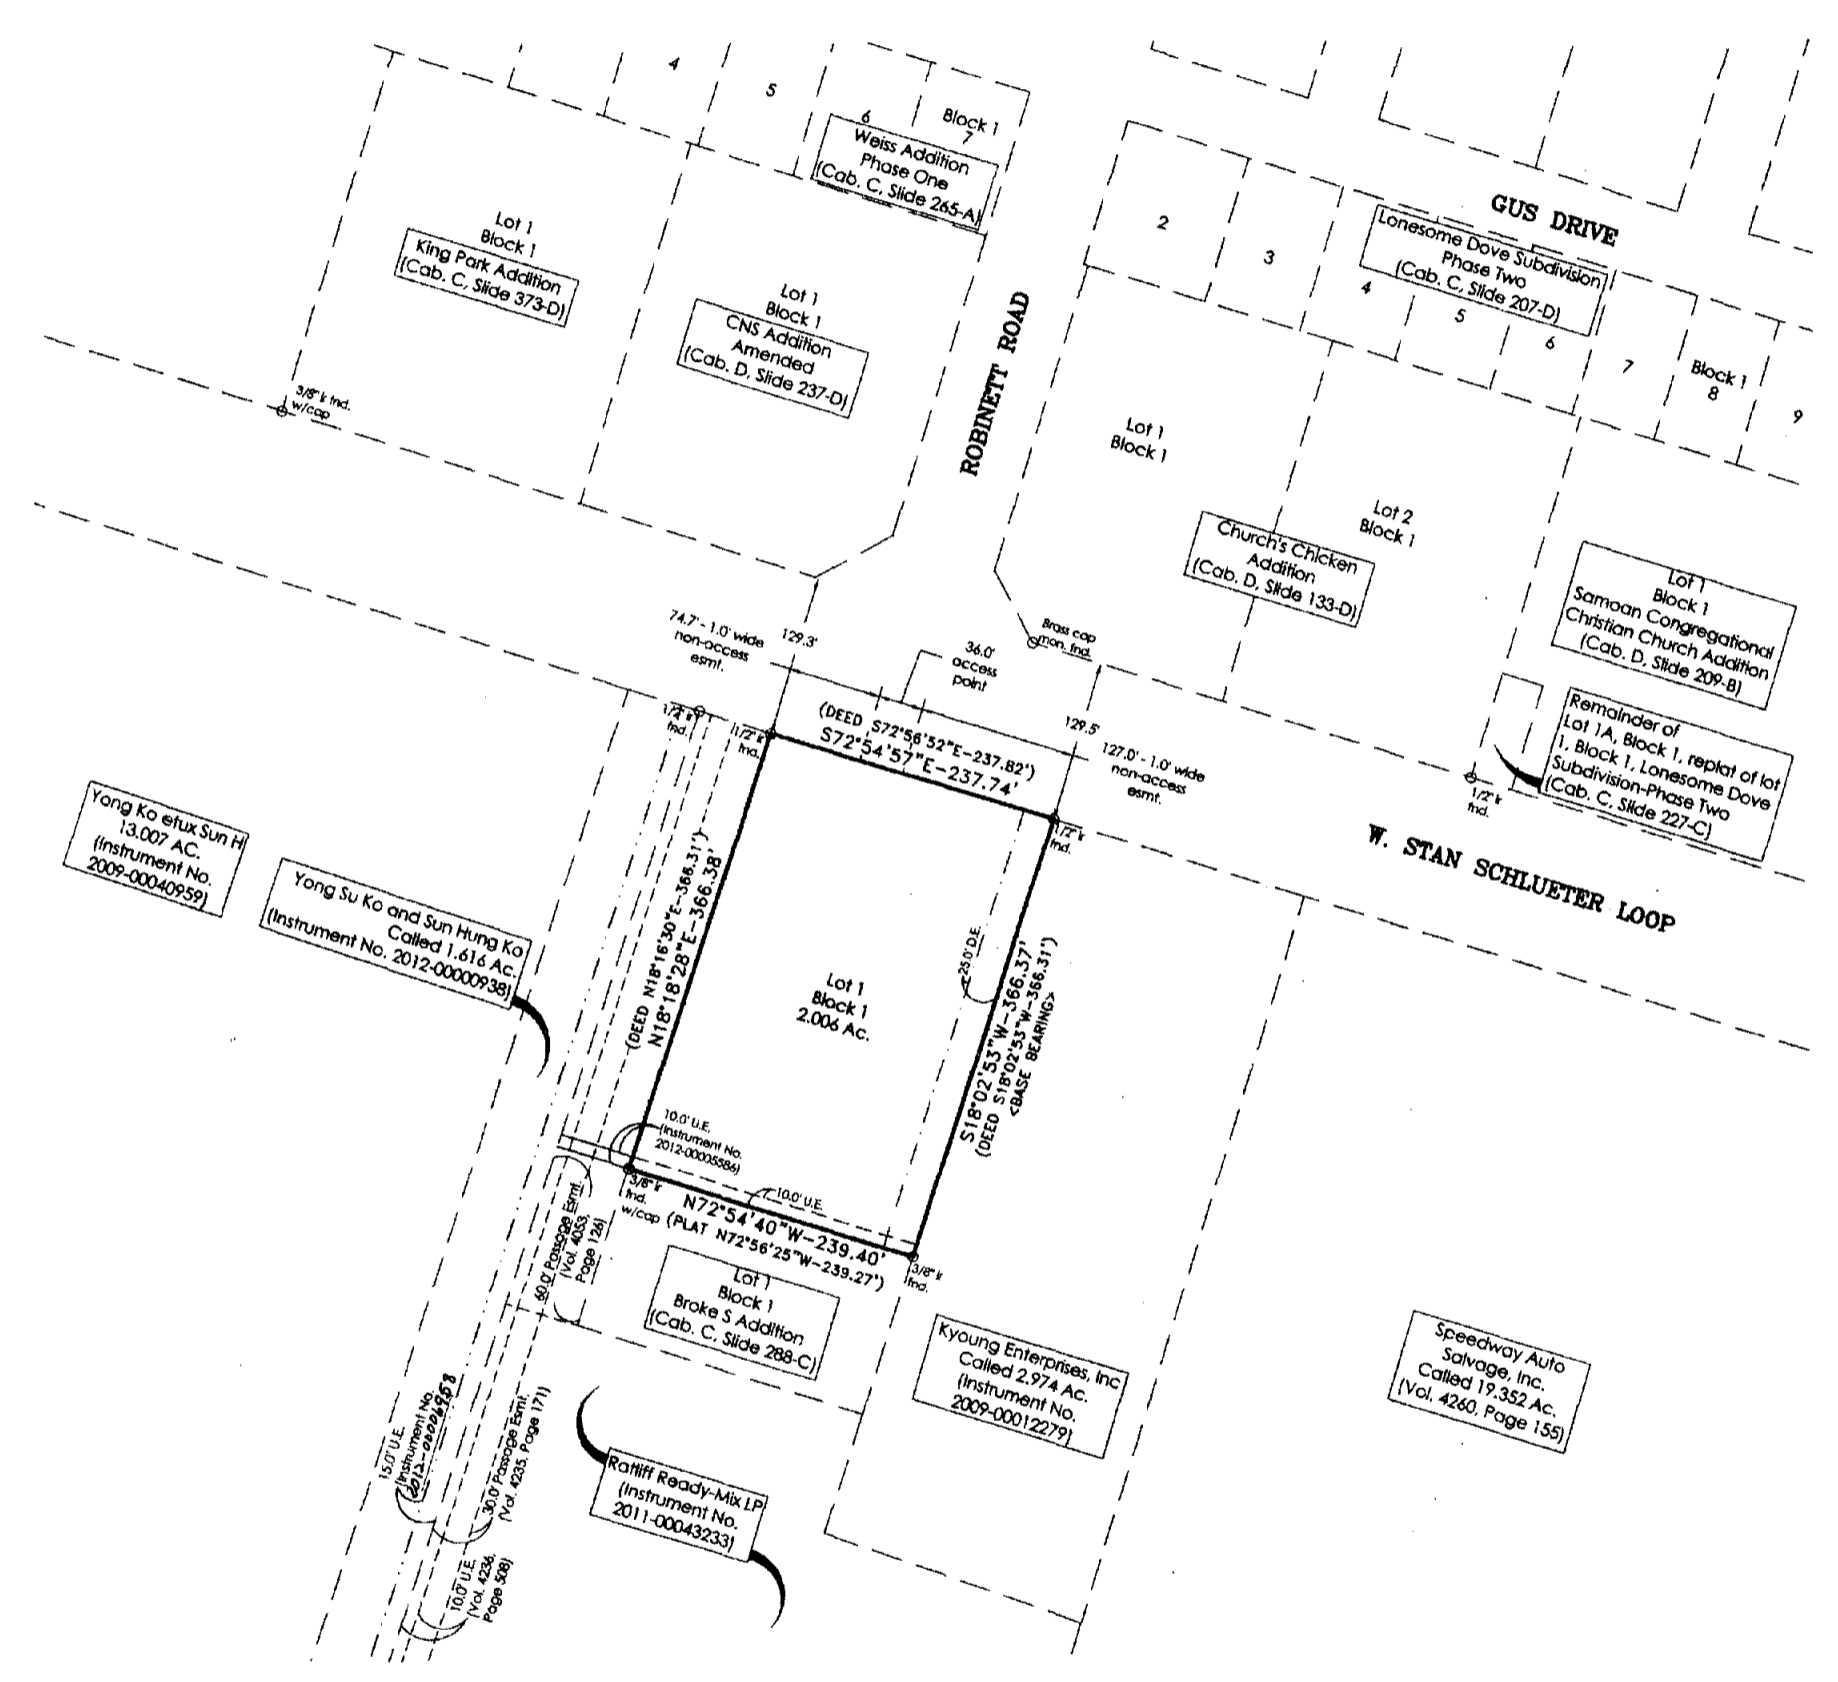 4
5
6
Block 1
7
Weiss Addition
Phase One
(Cab. C, Slide 265-A)
Lot 1
Block 1
King Park Addition
(Cab. C, Slide 373-D)
Lot 1
Block 1
CNS Addition
Amended
(Cab. D, Slide 237-D)
3/8" ir fnd.
w/cap
ROBINETT ROAD
GUS DRIVE
2
3
4
5
6
7
Block 1
8
9
Lonesome Dove Subdivision
Phase Two
(Cab. C, Slide 207-D)
Lot 1
Block 1
Lot 2
Block 1
Church's Chicken
Addition
(Cab. D, Slide 133-D)
Lot 1
Block 1
Samoan Congregational
Christian Church Addition
(Cab. D, Slide 209-B)
Remainder of
Lot 1A, Block 1, replat of lot
1, Block 1, Lonesome Dove
Subdivision-Phase Two
(Cab. C, Slide 227-C)
1/2" ir
fnd.
W. STAN SCHLUETER LOOP
Brass cap
mon. fnd.
74.7' - 1.0' wide
non-access
esmt.
129.3'
36.0'
access
point
129.5'
127.0' - 1.0' wide
non-access
esmt.
1/2" ir
fnd.
1/2" ir
fnd.
1/2" ir
fnd.
(DEED S72°56'52"E-237.82')
S72°54'57"E-237.74'
(DEED N18°16'30"E-366.31')
N18°18'28"E-366.38'
25.0' D.E.
S18°02'53"W-366.37'
(DEED S18°02'53"W-366.31')
<BASE BEARING>
Lot 1
Block 1
2.006 Ac.
Yong Ko etux Sun H
13.007 AC.
(Instrument No.
2009-00040959)
Yong Su Ko and Sun Hung Ko
Called 1.616 Ac.
(Instrument No. 2012-00000938)
10.0' U.E.
(Instrument No.
2012-00005586)
10.0' U.E.
3/8" ir
fnd.
w/cap
N72°54'40"W-239.40'
(PLAT N72°56'25"W-239.27')
3/8" ir
fnd.
60.0' Passage Esmt.
(Vol. 4053,
Page 126)
Lot 1
Block 1
Broke S Addition
(Cab. C, Slide 288-C)
Kyoung Enterprises, Inc
Called 2.974 Ac.
(Instrument No.
2009-00012279)
Speedway Auto
Salvage, Inc.
Called 19.352 Ac.
(Vol. 4260, Page 155)
15.0' U.E.
(Instrument No.
2012-00006968
30.0' Passage Esmt.
(Vol. 4235, Page 171)
10.0' U.E.
(Vol. 4236,
Page 508)
Ratliff Ready-Mix LP
(Instrument No.
2011-00043233)